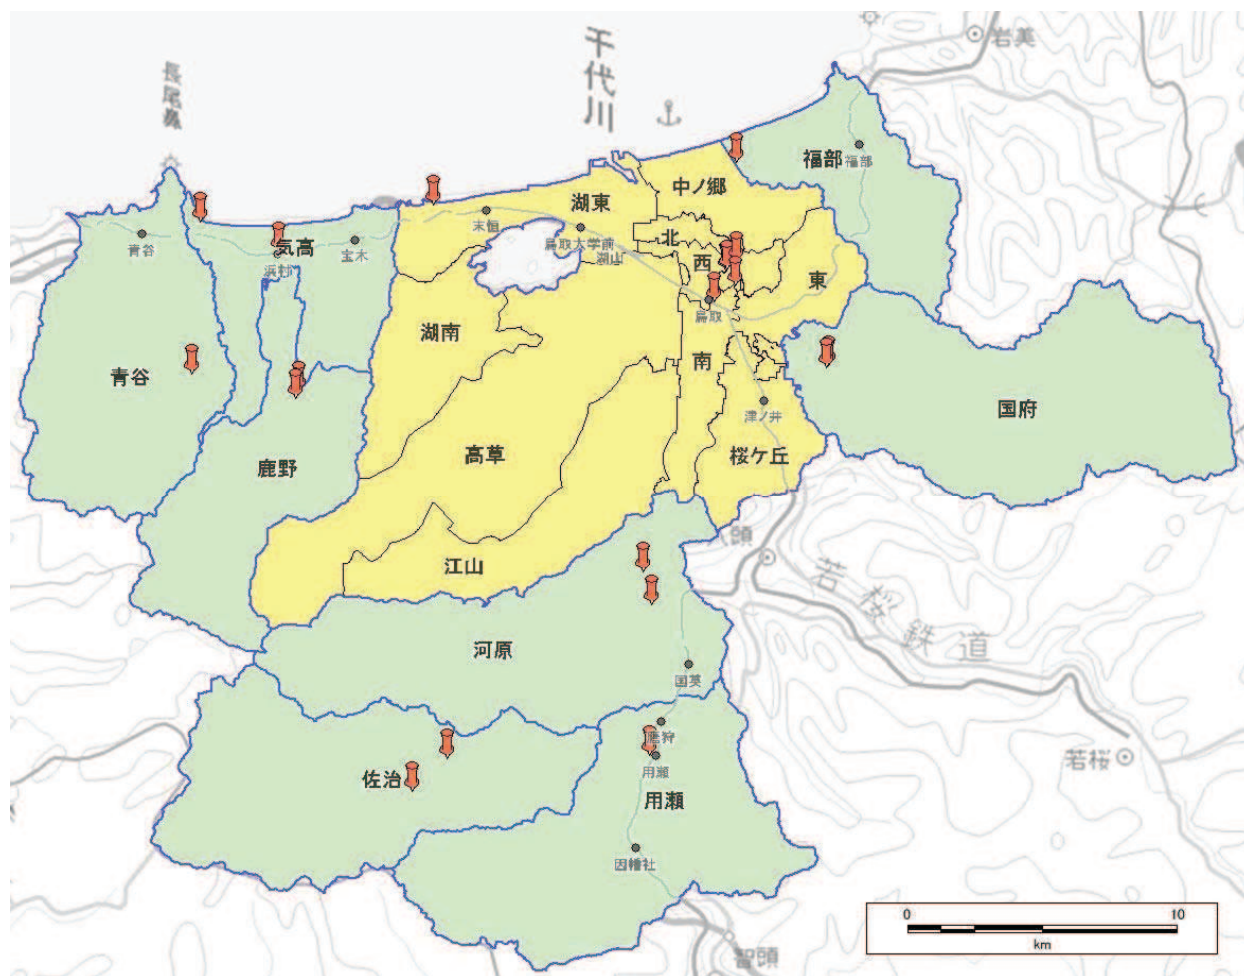 岩美
長尾鼻
千代川
福部
福部
中ノ郷
湖東
末恒
鳥取大学前
湖山
北
西
東
気高
浜村
宝木
青谷
鳥取
湖南
南
青谷
国府
津ノ井
高草
桜ケ丘
鹿野
八頭
江山
若桜鉄道
河原
国英
鷹狩
若桜
用瀬
佐治
用瀬
因幡社
智頭
0
10
km